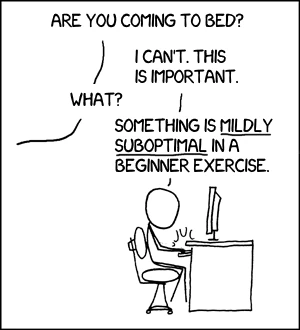 ARE YOU COMING TO BED?
I CAN'T. THIS
IS IMPORTANT.
WHAT?
SOMETHING IS MILDLY
SUBOPTIMAL IN A
BEGINNER EXERCISE.